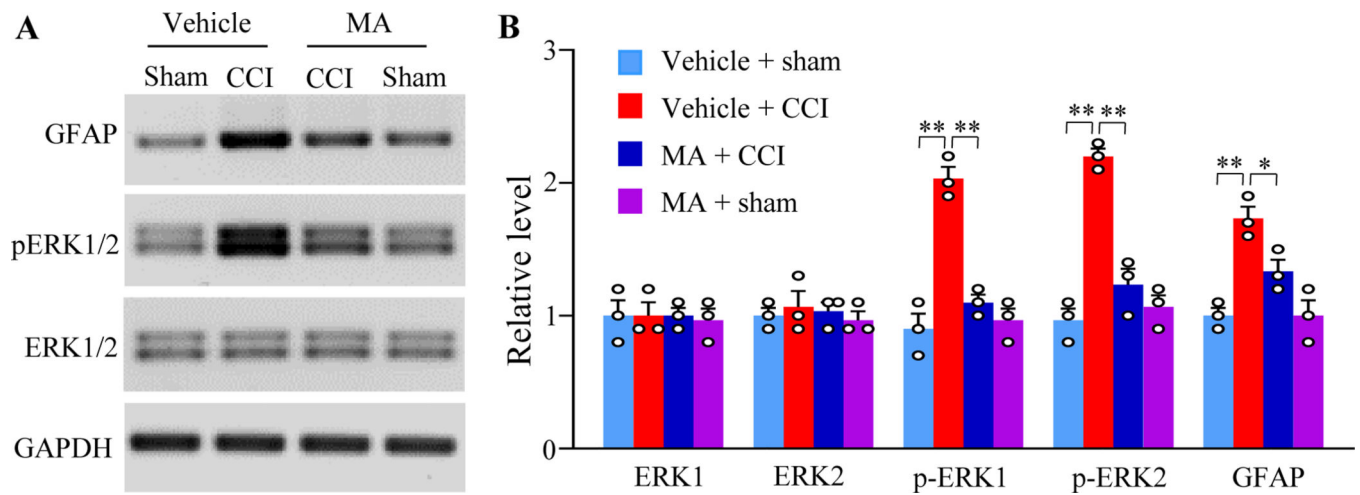 A
Vehicle MA
Sham CCI CCI Sham
GFAP
pERK1/2
ERK1/2
GAPDH
B
3
2
1
0
Relative level
Vehicle + sham
Vehicle + CCI
MA + CCI
MA + sham
** **
** **
** *
ERK1 ERK2 p-ERK1 p-ERK2 GFAP